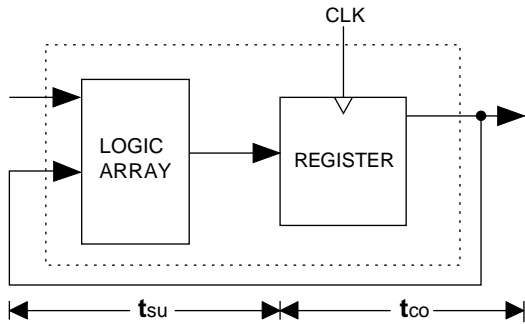 CLK
LOGIC
ARRAY
REGISTER
tsu
tco